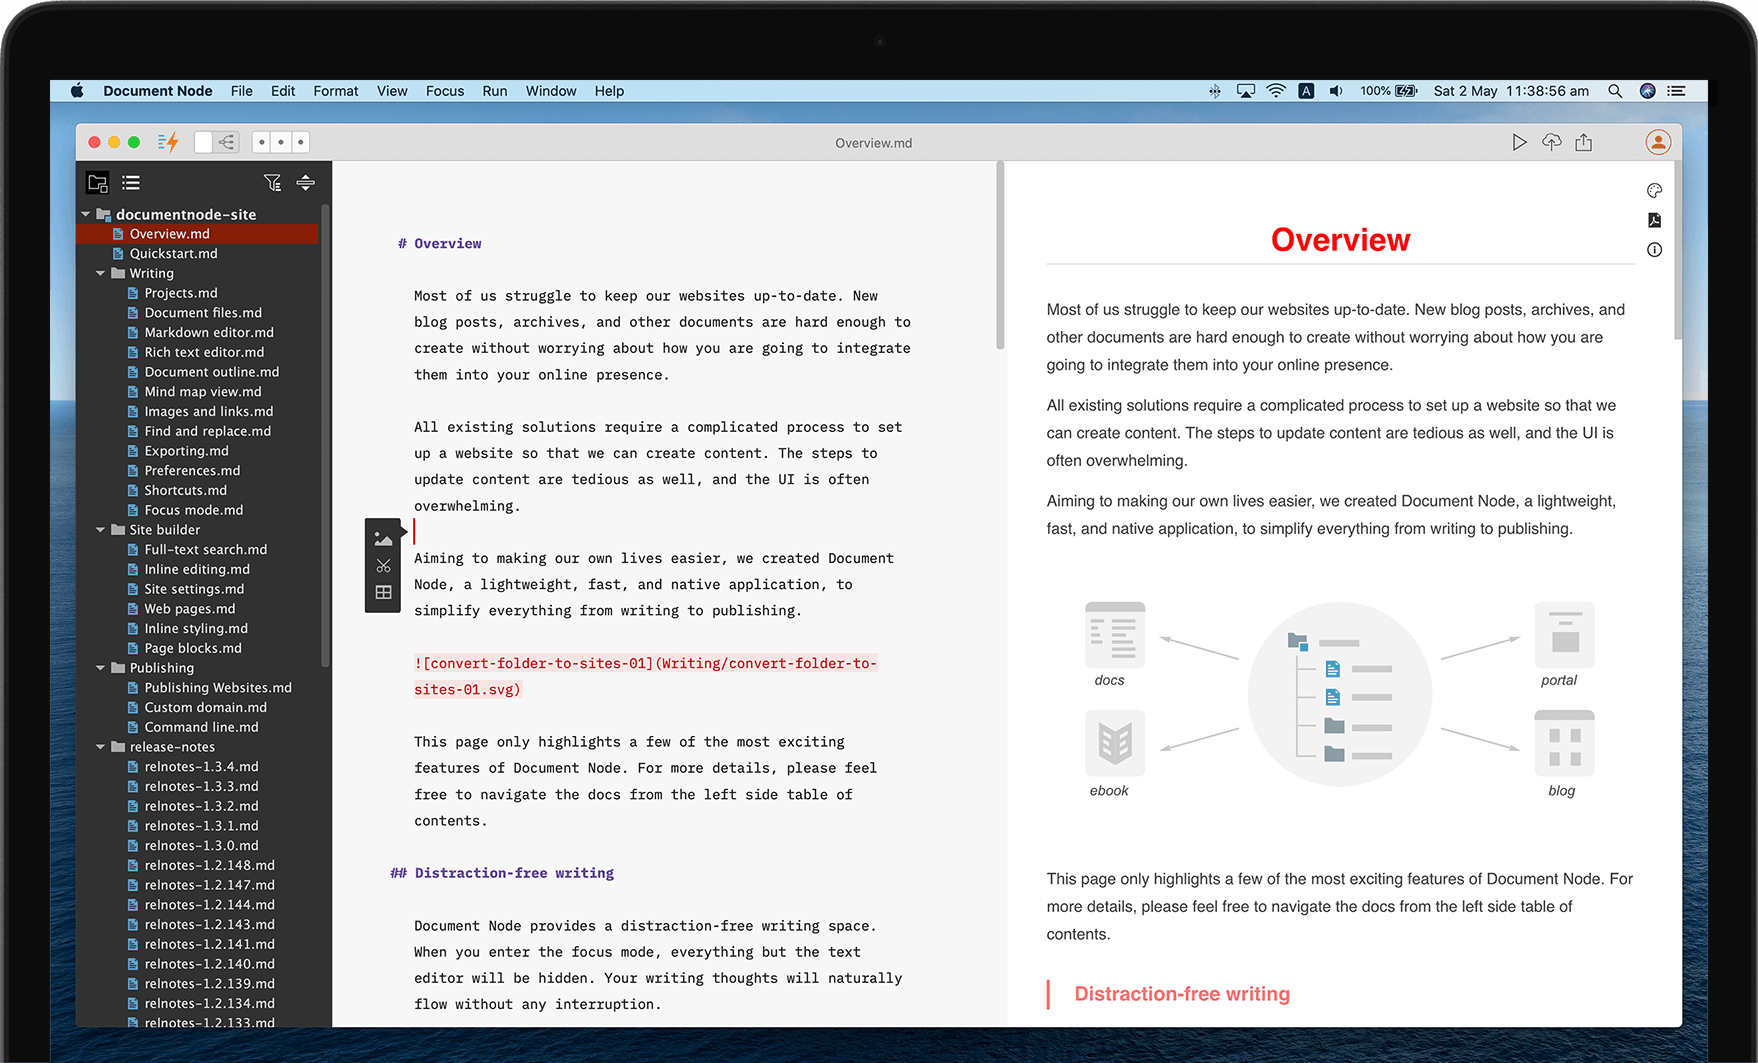 Document Node File Edit Format View Focus Run Window Help
A 100% Sat 2 May 11:38:56 am
Overview.md
documentnode-site
Overview.md
Quickstart.md
Writing
Projects.md
Document files.md
Markdown editor.md
Rich text editor.md
Document outline.md
Mind map view.md
Images and links.md
Find and replace.md
Exporting.md
Preferences.md
Shortcuts.md
Focus mode.md
Site builder
Full-text search.md
Inline editing.md
Site settings.md
Web pages.md
Inline styling.md
Page blocks.md
Publishing
Publishing Websites.md
Custom domain.md
Command line.md
release-notes
relnotes-1.3.4.md
relnotes-1.3.3.md
relnotes-1.3.2.md
relnotes-1.3.1.md
relnotes-1.3.0.md
relnotes-1.2.148.md
relnotes-1.2.147.md
relnotes-1.2.144.md
relnotes-1.2.143.md
relnotes-1.2.141.md
relnotes-1.2.140.md
relnotes-1.2.139.md
relnotes-1.2.134.md
relnotes-1.2.133.md
# Overview
Most of us struggle to keep our websites up-to-date. New
blog posts, archives, and other documents are hard enough to
create without worrying about how you are going to integrate
them into your online presence.
All existing solutions require a complicated process to set
up a website so that we can create content. The steps to
update content are tedious as well, and the UI is often
overwhelming.
Aiming to making our own lives easier, we created Document
Node, a lightweight, fast, and native application, to
simplify everything from writing to publishing.
![convert-folder-to-sites-01](Writing/convert-folder-to-
sites-01.svg)
This page only highlights a few of the most exciting
features of Document Node. For more details, please feel
free to navigate the docs from the left side table of
contents.
## Distraction-free writing
Document Node provides a distraction-free writing space.
When you enter the focus mode, everything but the text
editor will be hidden. Your writing thoughts will naturally
flow without any interruption.
Overview
Most of us struggle to keep our websites up-to-date. New blog posts, archives, and
other documents are hard enough to create without worrying about how you are
going to integrate them into your online presence.
All existing solutions require a complicated process to set up a website so that we
can create content. The steps to update content are tedious as well, and the UI is
often overwhelming.
Aiming to making our own lives easier, we created Document Node, a lightweight,
fast, and native application, to simplify everything from writing to publishing.
docs
portal
ebook
blog
This page only highlights a few of the most exciting features of Document Node. For
more details, please feel free to navigate the docs from the left side table of
contents.
Distraction-free writing